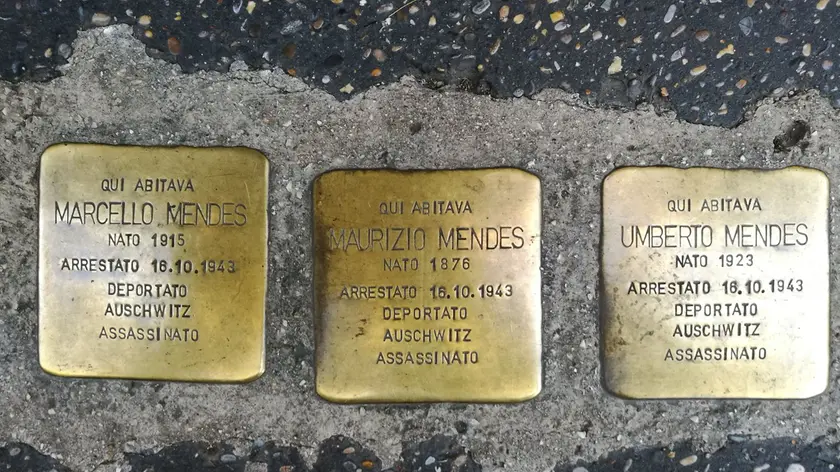 QUI ABITAVA
MARCELLO MENDES
NATO 1915
ARRESTATO 16.10.1943
DEPORTATO
AUSCHWITZ
ASSASSINATO
QUI ABITAVA
MAURIZIO MENDES
NATO 1876
ARRESTATO 16.10.1943
DEPORTATO
AUSCHWITZ
ASSASSINATO
QUI ABITAVA
UMBERTO MENDES
NATO 1923
ARRESTATO 16.10.1943
DEPORTATO
AUSCHWITZ
ASSASSINATO